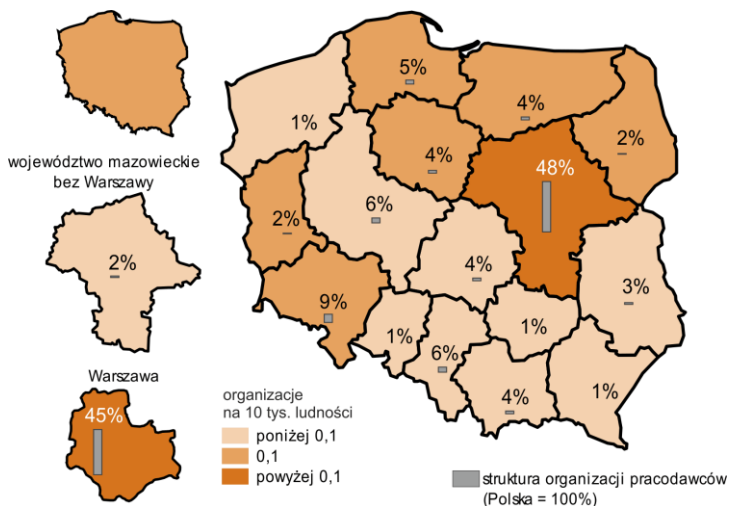 województwo mazowieckie
bez Warszawy
2%
Warszawa
45%
5%
4%
1%
2%
4%
48%
6%
2%
4%
3%
9%
1%
1%
6%
4%
1%
organizacje
na 10 tys. ludności
poniżej 0,1
0,1
powyżej 0,1
struktura organizacji pracodawców
(Polska = 100%)